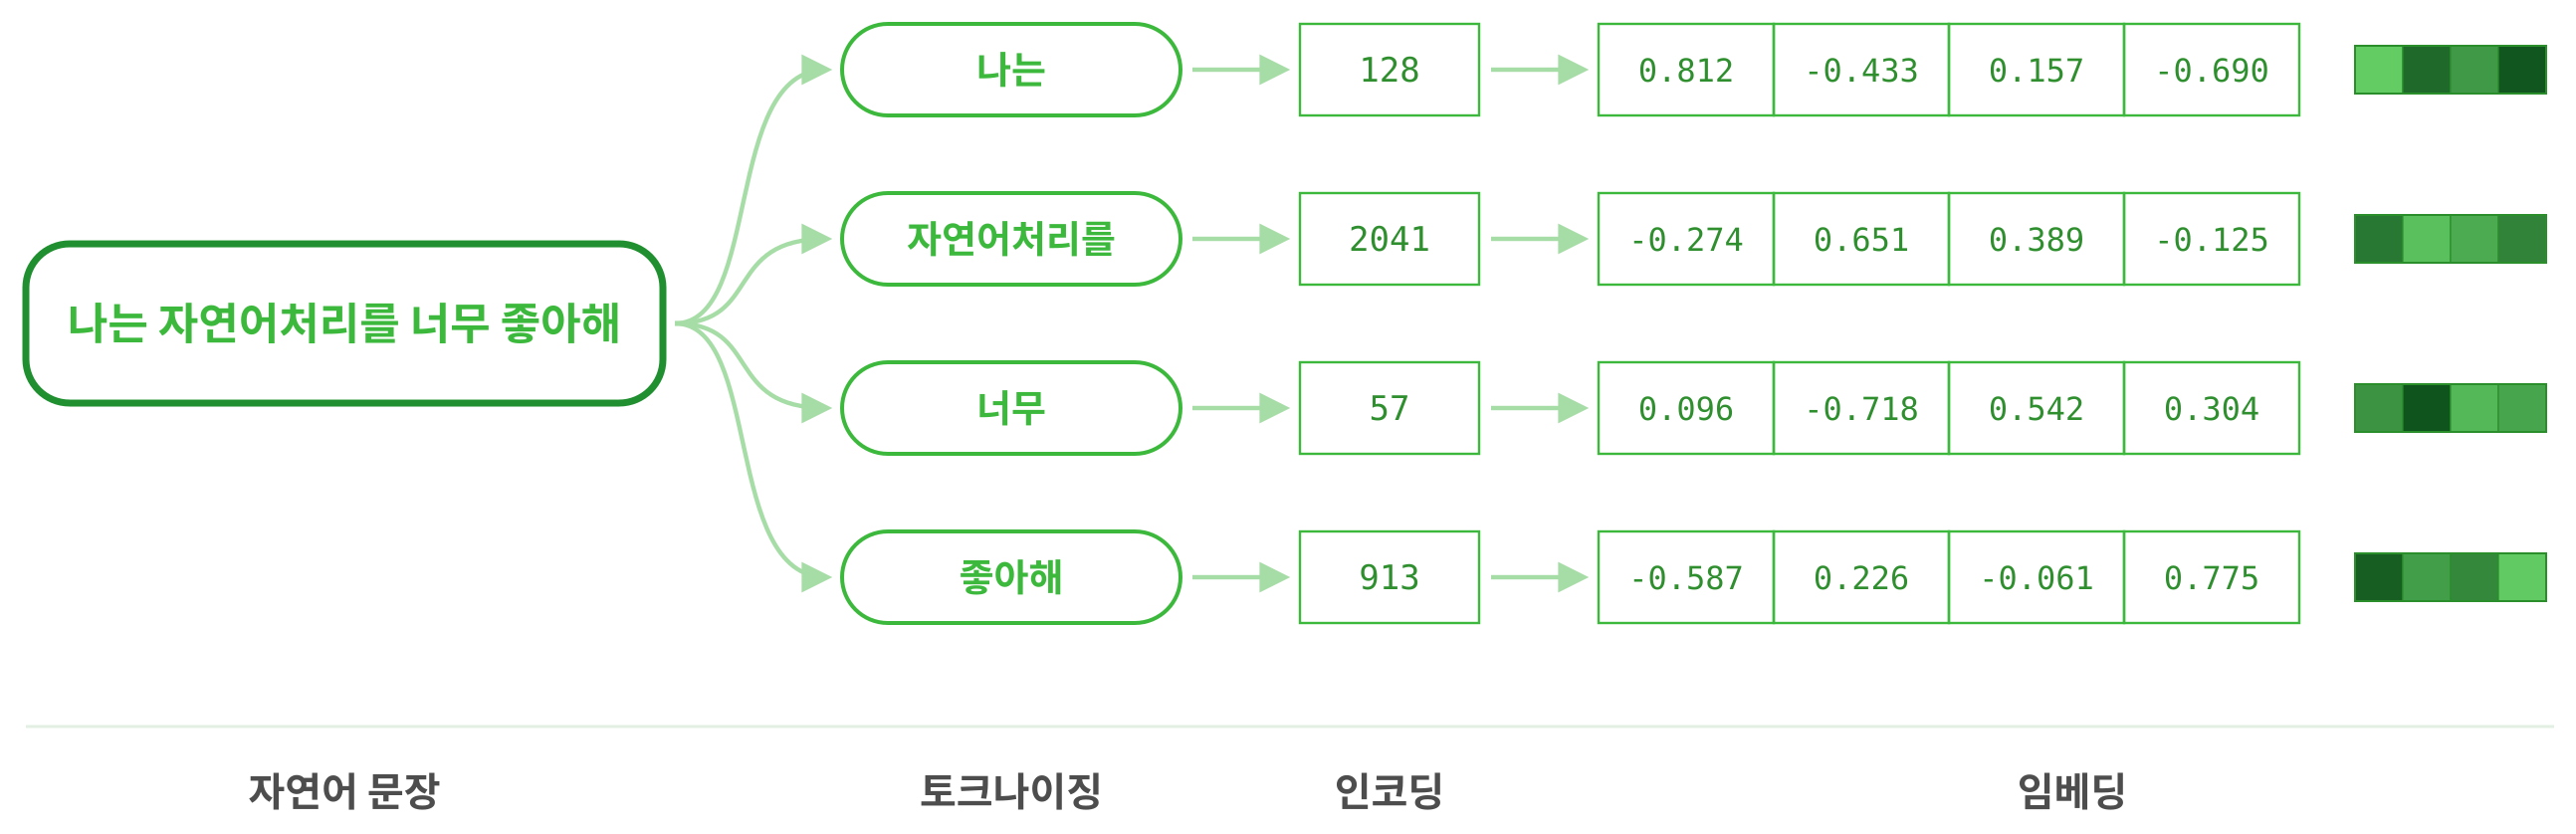 나는 자연어처리를 너무 좋아해
나는 128 0.812 -0.433 0.157 -0.690
자연어처리를 2041 -0.274 0.651 0.389 -0.125
너무 57 0.096 -0.718 0.542 0.304
좋아해 913 -0.587 0.226 -0.061 0.775
자연어 문장 토크나이징 인코딩 임베딩